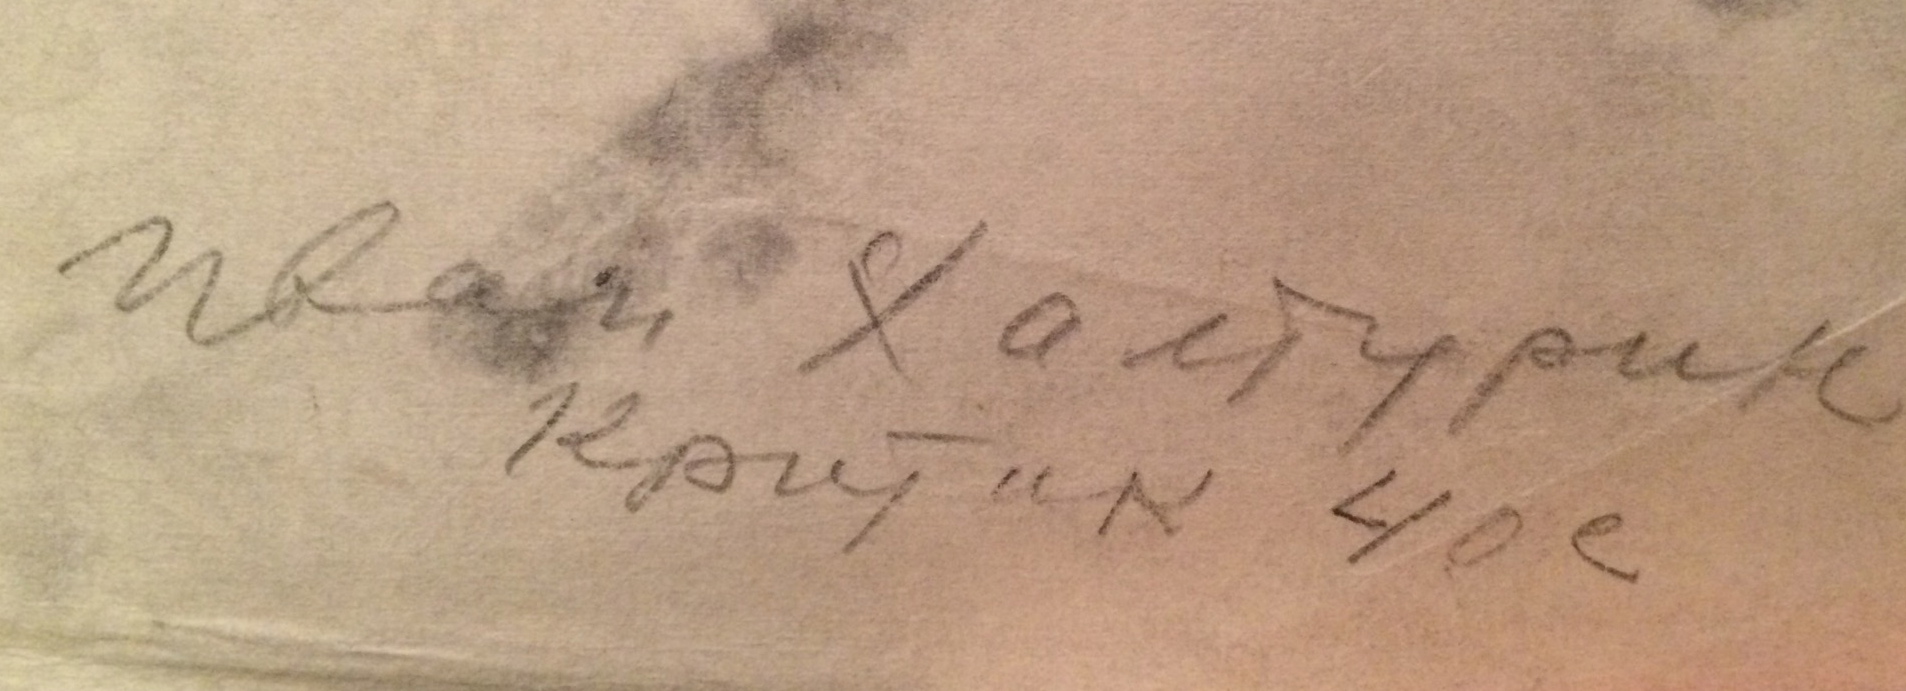 Иван Халтурин
Критик 40е